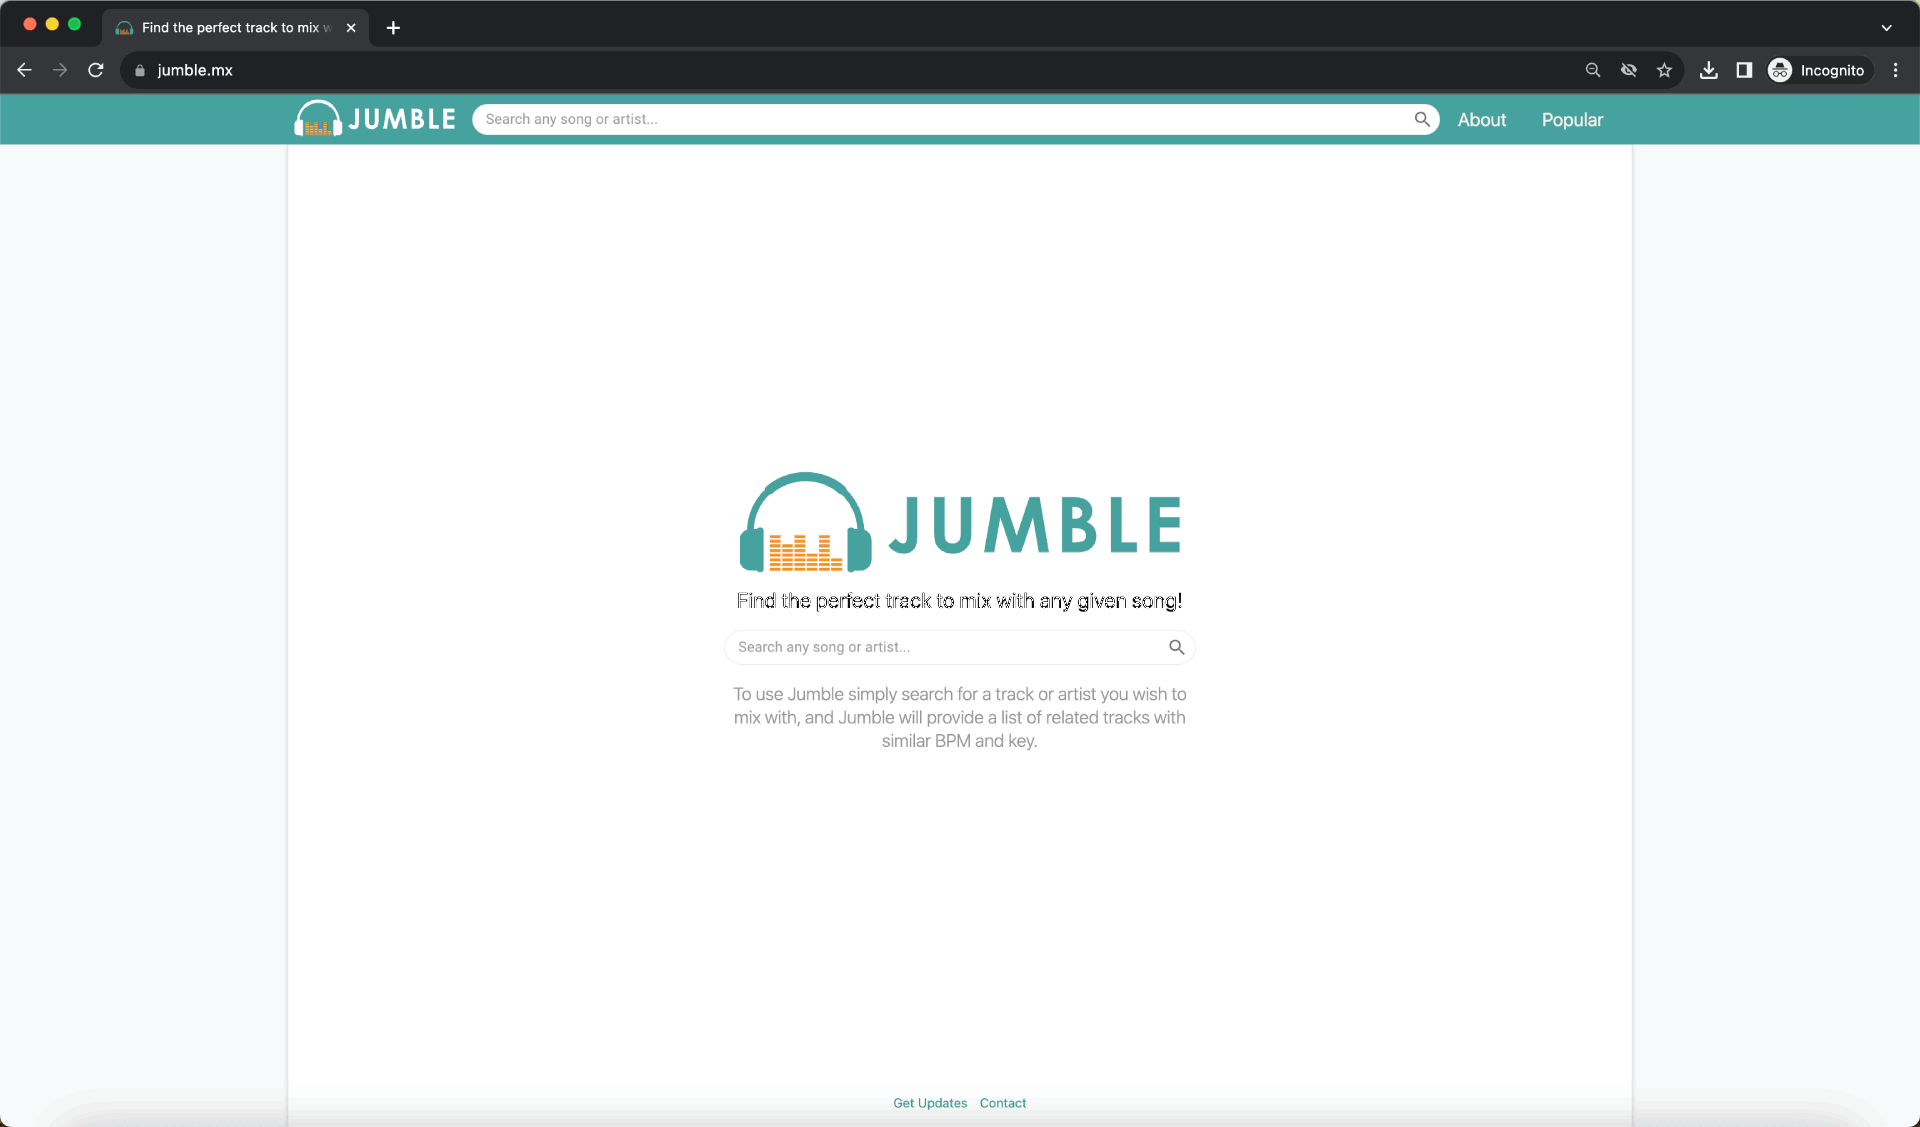 Find the perfect track to mix w
jumble.mx
Incognito
JUMBLE
Search any song or artist...
About
Popular
JUMBLE
Find the perfect track to mix with any given song!
Search any song or artist...
To use Jumble simply search for a track or artist you wish to
mix with, and Jumble will provide a list of related tracks with
similar BPM and key.
Get Updates
Contact